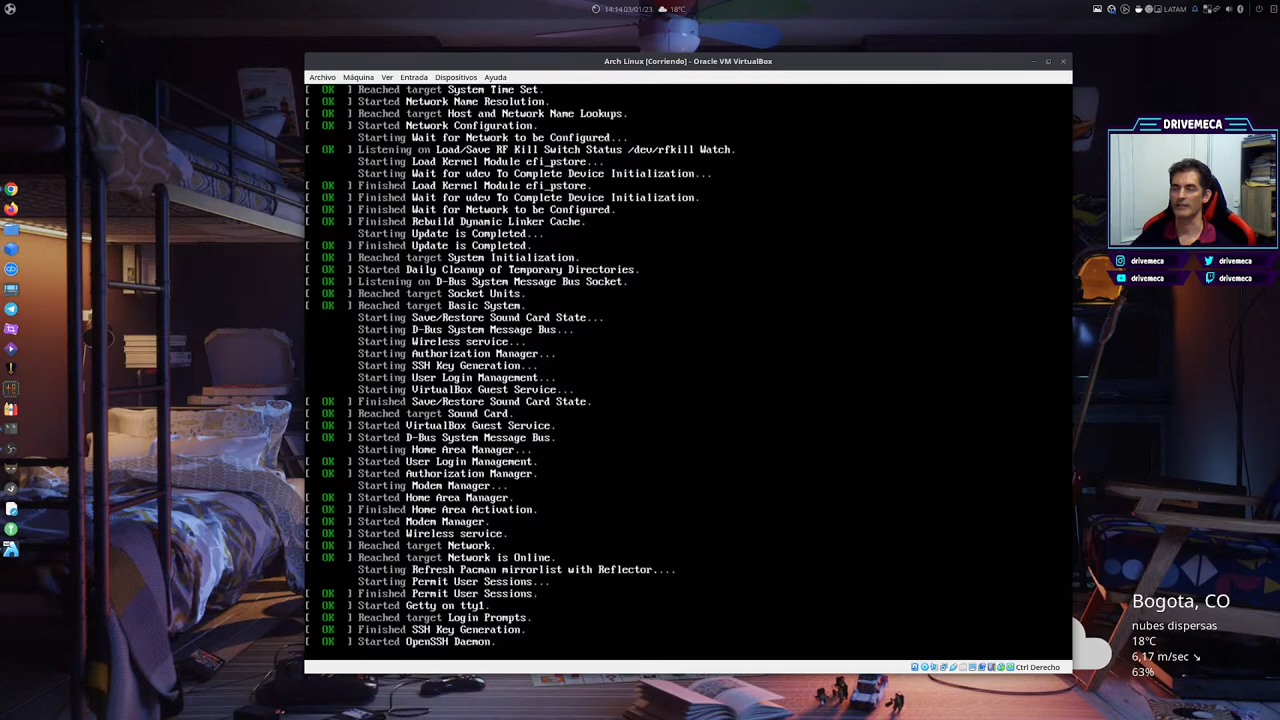 14:14 03/01/23 18°C
LATAM
Arch Linux [Corriendo] - Oracle VM VirtualBox
Archivo Máquina Ver Entrada Dispositivos Ayuda
[ OK ] Reached target System Time Set.
[ OK ] Started Network Name Resolution.
[ OK ] Reached target Host and Network Name Lookups.
[ OK ] Started Network Configuration.
Starting Wait for Network to be Configured...
[ OK ] Listening on Load/Save RF Kill Switch Status /dev/rfkill Watch.
Starting Load Kernel Module efi_pstore...
Starting Wait for udev To Complete Device Initialization...
[ OK ] Finished Load Kernel Module efi_pstore.
[ OK ] Finished Wait for udev To Complete Device Initialization.
[ OK ] Finished Wait for Network to be Configured.
[ OK ] Finished Rebuild Dynamic Linker Cache.
Starting Update is Completed...
[ OK ] Finished Update is Completed.
[ OK ] Reached target System Initialization.
[ OK ] Started Daily Cleanup of Temporary Directories.
[ OK ] Listening on D-Bus System Message Bus Socket.
[ OK ] Reached target Socket Units.
[ OK ] Reached target Basic System.
Starting Save/Restore Sound Card State...
Starting D-Bus System Message Bus...
Starting Wireless service...
Starting Authorization Manager...
Starting SSH Key Generation...
Starting User Login Management...
Starting VirtualBox Guest Service...
[ OK ] Finished Save/Restore Sound Card State.
[ OK ] Reached target Sound Card.
[ OK ] Started VirtualBox Guest Service.
[ OK ] Started D-Bus System Message Bus.
Starting Home Area Manager...
[ OK ] Started User Login Management.
[ OK ] Started Authorization Manager.
Starting Modem Manager...
[ OK ] Started Home Area Manager.
[ OK ] Finished Home Area Activation.
[ OK ] Started Modem Manager.
[ OK ] Started Wireless service.
[ OK ] Reached target Network.
[ OK ] Reached target Network is Online.
Starting Refresh Pacman mirrorlist with Reflector....
Starting Permit User Sessions...
[ OK ] Finished Permit User Sessions.
[ OK ] Started Getty on tty1.
[ OK ] Reached target Login Prompts.
[ OK ] Finished SSH Key Generation.
[ OK ] Started OpenSSH Daemon.
Ctrl Derecho
DRIVEMECA
drivemeca drivemeca
drivemeca drivemeca
Bogota, CO
nubes dispersas
18°C
6,17 m/sec ↘
63%